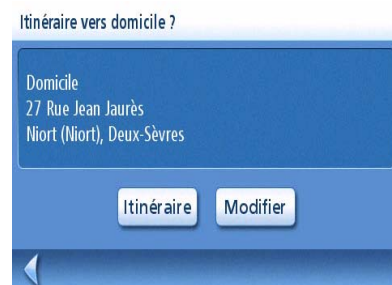 Itinéraire vers domicile ?
Domicile
27 Rue Jean Jaurès
Niort (Niort), Deux-Sèvres
Itinéraire Modifier